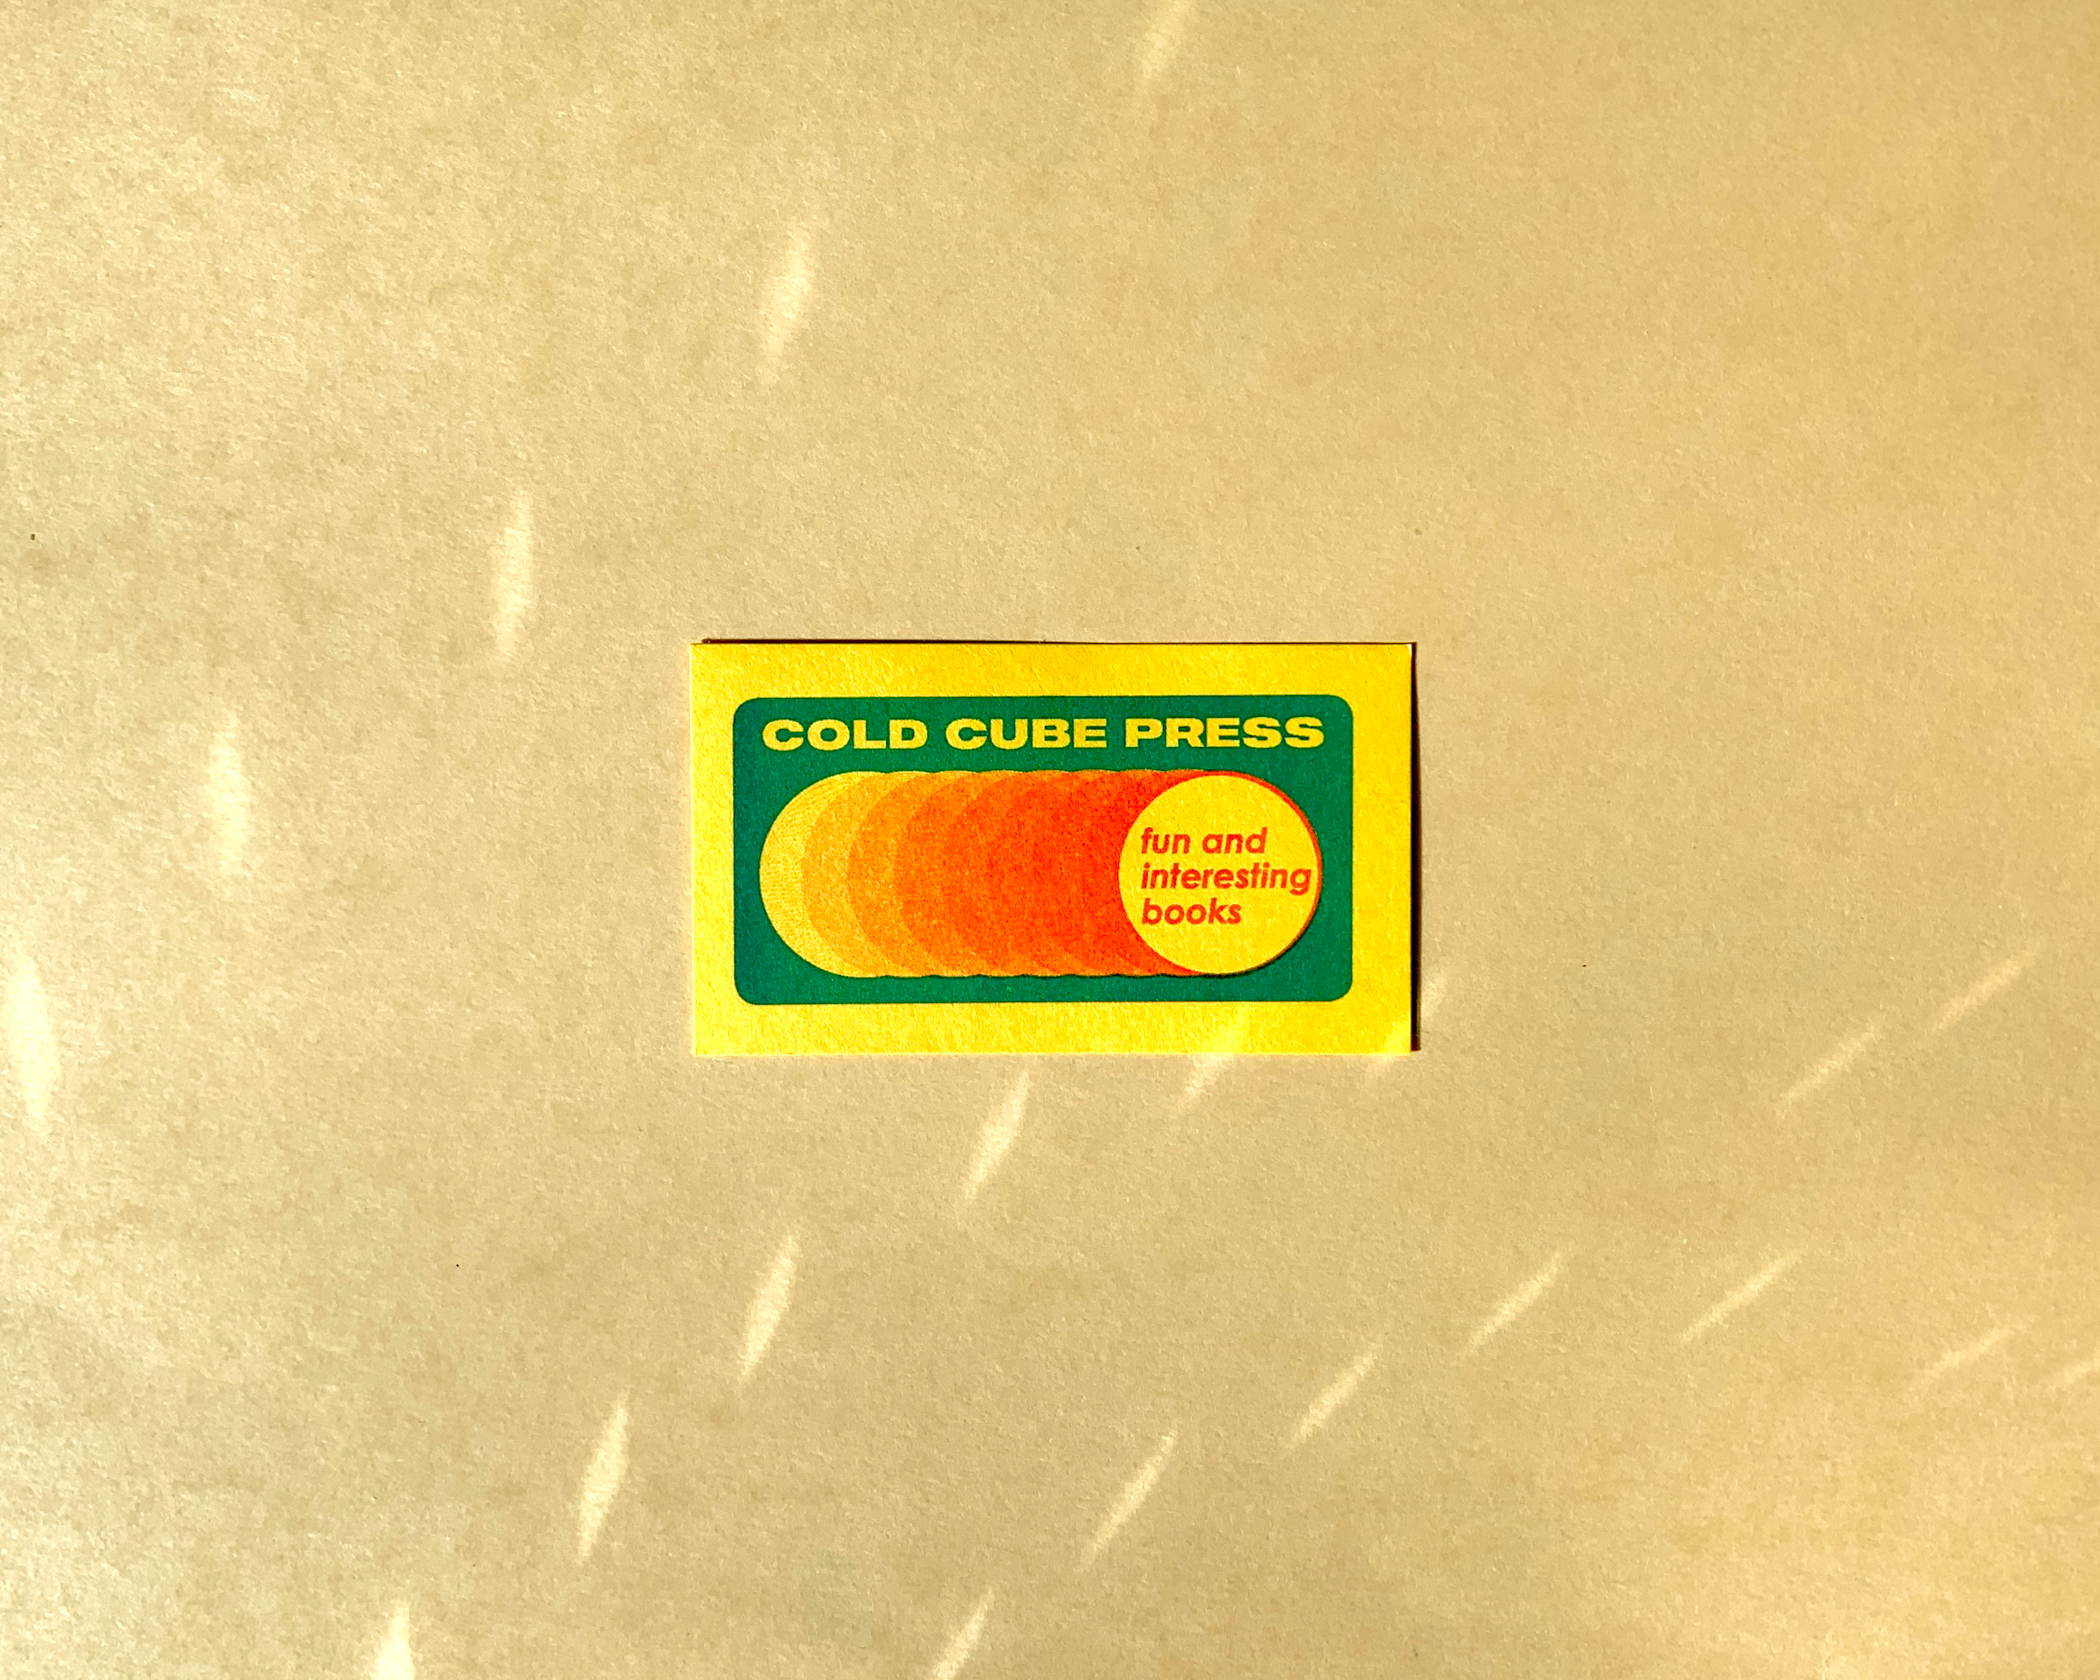 COLD CUBE PRESS
fun and
interesting
books